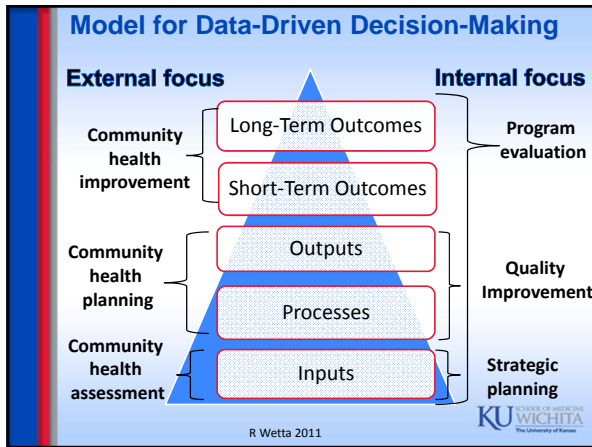 Model for Data-Driven Decision-Making
External focus
Internal focus
Community
health
improvement
Long-Term Outcomes
Short-Term Outcomes
Program
evaluation
Community
health
planning
Outputs
Processes
Quality
Improvement
Community
health
assessment
Inputs
Strategic
planning
R Wetta 2011
KU SCHOOL OF MEDICINE
WICHITA
The University of Kansas